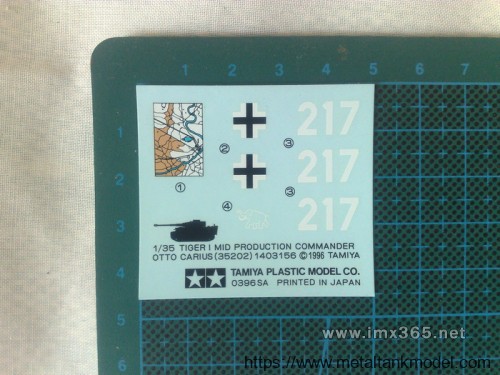 1 2 3 4 5 6 7
1
2
3
4
5
6
217
217
217
①
②
③
③
④
1/35 TIGER I MID PRODUCTION COMMANDER
OTTO CARIUS (35202) 1403156 ©1996 TAMIYA
TAMIYA PLASTIC MODEL CO.
0396SA PRINTED IN JAPAN
www.imx365.net
https://www.metaltankmodel.com